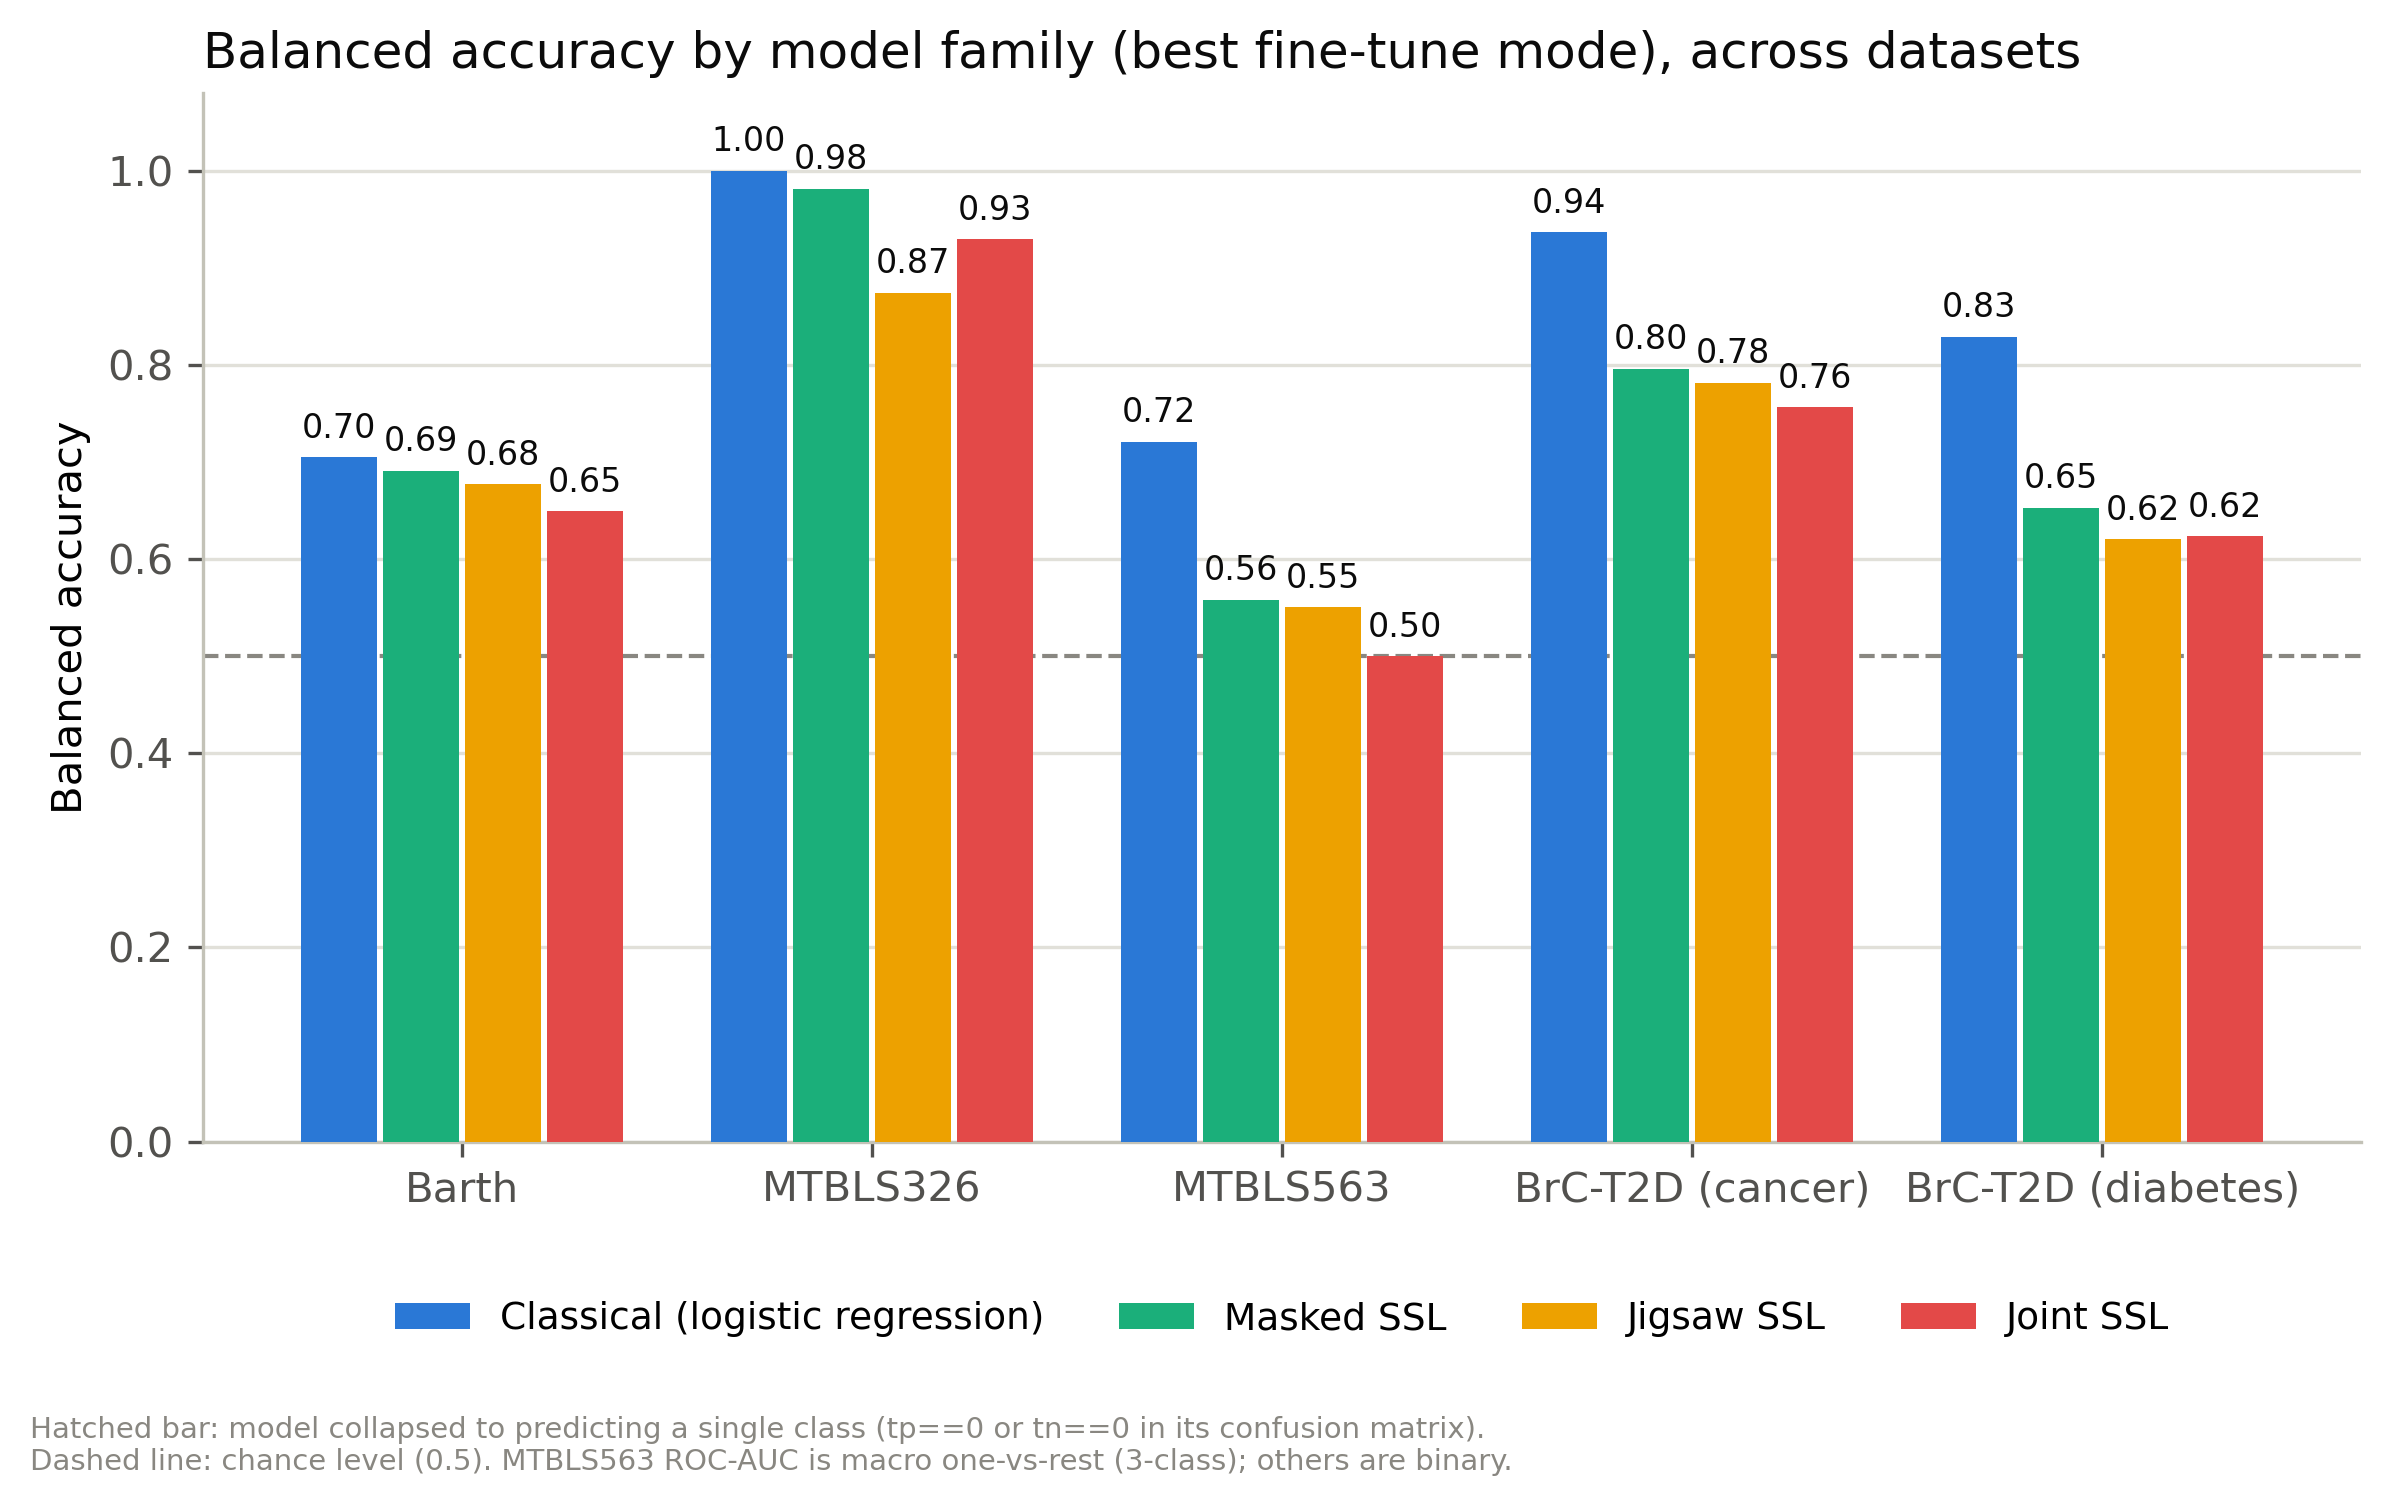 Balanced accuracy by model family (best fine-tune mode), across datasets
Balanced accuracy
1.0
0.8
0.6
0.4
0.2
0.0
0.70
0.69
0.68
0.65
1.00
0.98
0.87
0.93
0.72
0.56
0.55
0.50
0.94
0.80
0.78
0.76
0.83
0.65
0.62
0.62
Barth
MTBLS326
MTBLS563
BrC-T2D (cancer)
BrC-T2D (diabetes)
Classical (logistic regression)
Masked SSL
Jigsaw SSL
Joint SSL
Hatched bar: model collapsed to predicting a single class (tp==0 or tn==0 in its confusion matrix).
Dashed line: chance level (0.5). MTBLS563 ROC-AUC is macro one-vs-rest (3-class); others are binary.